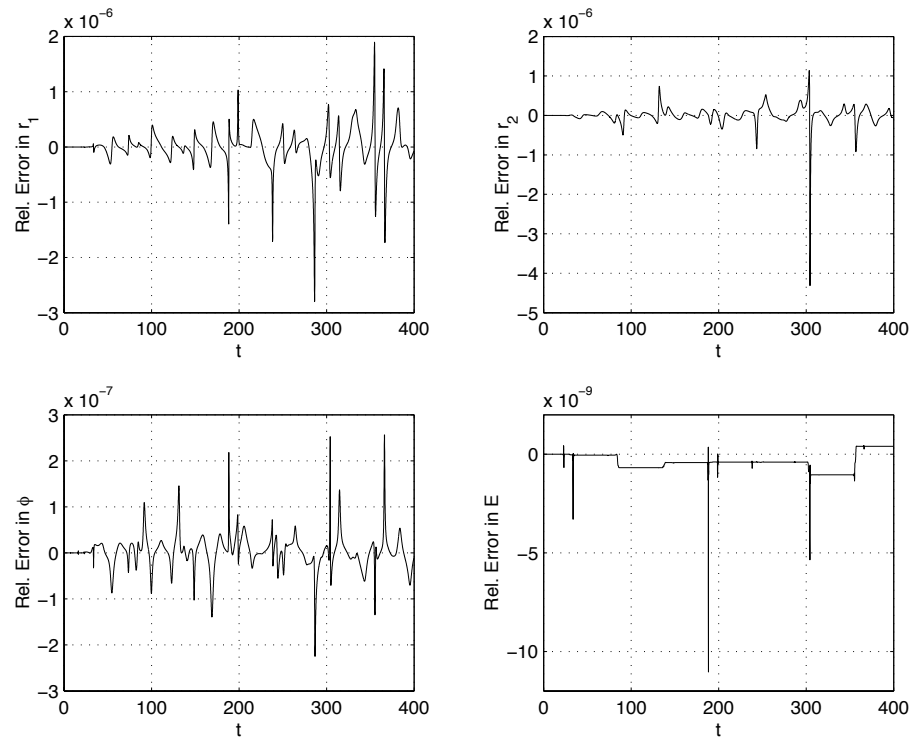 x 10⁻⁶
2
1
0
−1
−2
−3
Rel. Error in r₁
0 100 200 300 400
t
x 10⁻⁶
2
1
0
−1
−2
−3
−4
−5
Rel. Error in r₂
0 100 200 300 400
t
x 10⁻⁷
3
2
1
0
−1
−2
−3
Rel. Error in ϕ
0 100 200 300 400
t
x 10⁻⁹
0
−5
−10
Rel. Error in E
0 100 200 300 400
t